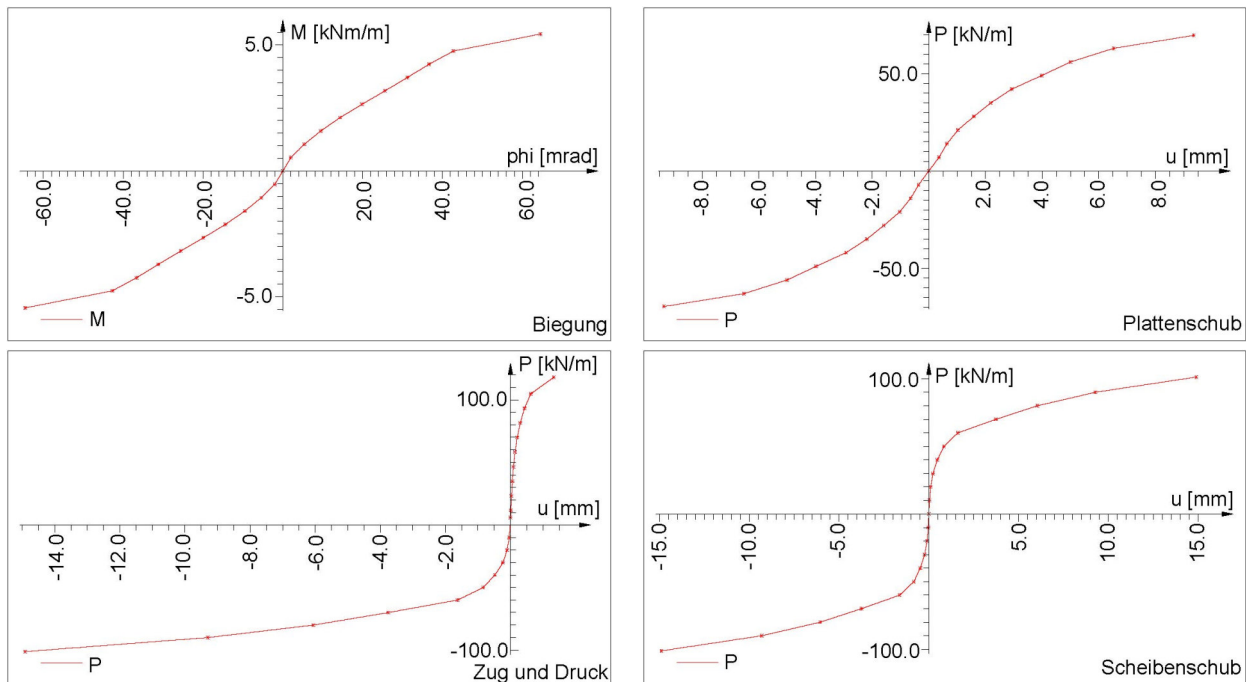 M [kNm/m]
5.0
phi [mrad]
-60.0
-40.0
-20.0
20.0
40.0
60.0
-5.0
M
Biegung
P [kN/m]
50.0
u [mm]
-8.0
-6.0
-4.0
-2.0
2.0
4.0
6.0
8.0
-50.0
P
Plattenschub
P [kN/m]
100.0
u [mm]
-14.0
-12.0
-10.0
-8.0
-6.0
-4.0
-2.0
-100.0
P
Zug und Druck
P [kN/m]
100.0
u [mm]
-15.0
-10.0
-5.0
5.0
10.0
15.0
-100.0
P
Scheibenschub